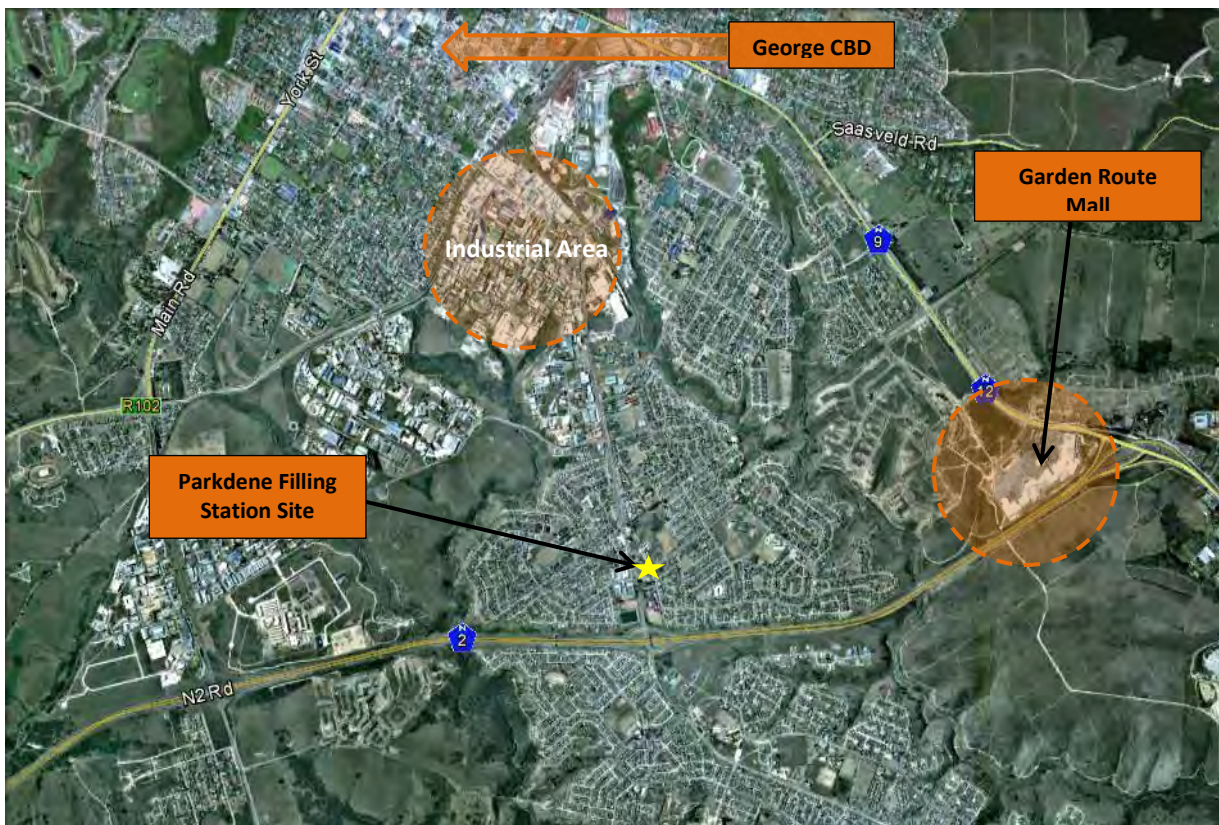 George CBD
York St
Saasveld Rd
Garden Route
Mall
N
9
Industrial Area
Main Rd
N
2
R102
Parkdene Filling
Station Site
N
2
N2 Rd